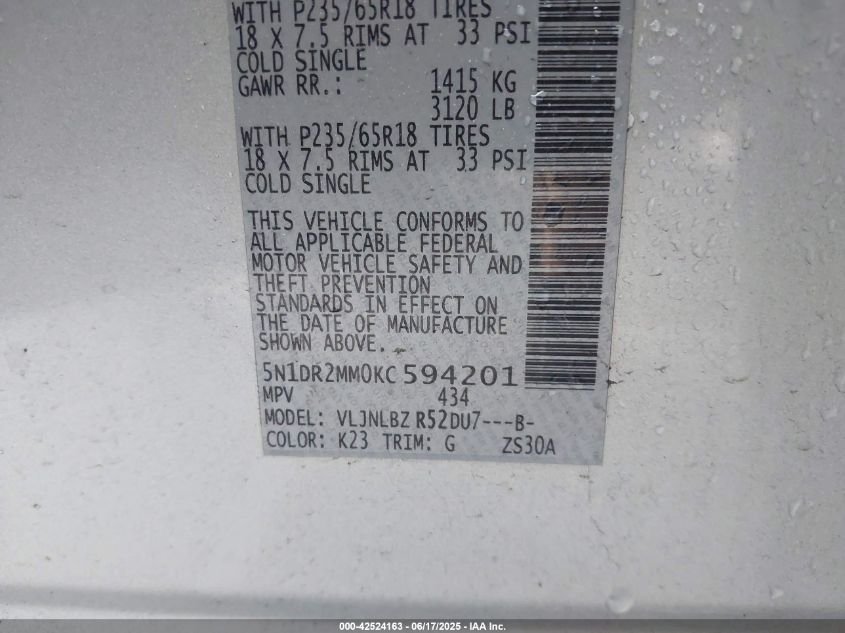 WITH P235/65R18 TIRES
18 X 7.5 RIMS AT 33 PSI
COLD SINGLE
GAWR RR.: 1415 KG
3120 LB
WITH P235/65R18 TIRES
18 X 7.5 RIMS AT 33 PSI
COLD SINGLE
THIS VEHICLE CONFORMS TO
ALL APPLICABLE FEDERAL
MOTOR VEHICLE SAFETY AND
THEFT PREVENTION
STANDARDS IN EFFECT ON
THE DATE OF MANUFACTURE
SHOWN ABOVE.
5N1DR2MM0KC594201
MPV 434
MODEL: VLJNLBZ R52DU7---B-
COLOR: K23 TRIM: G ZS30A
000-42524163 - 06/17/2025 - IAA Inc.